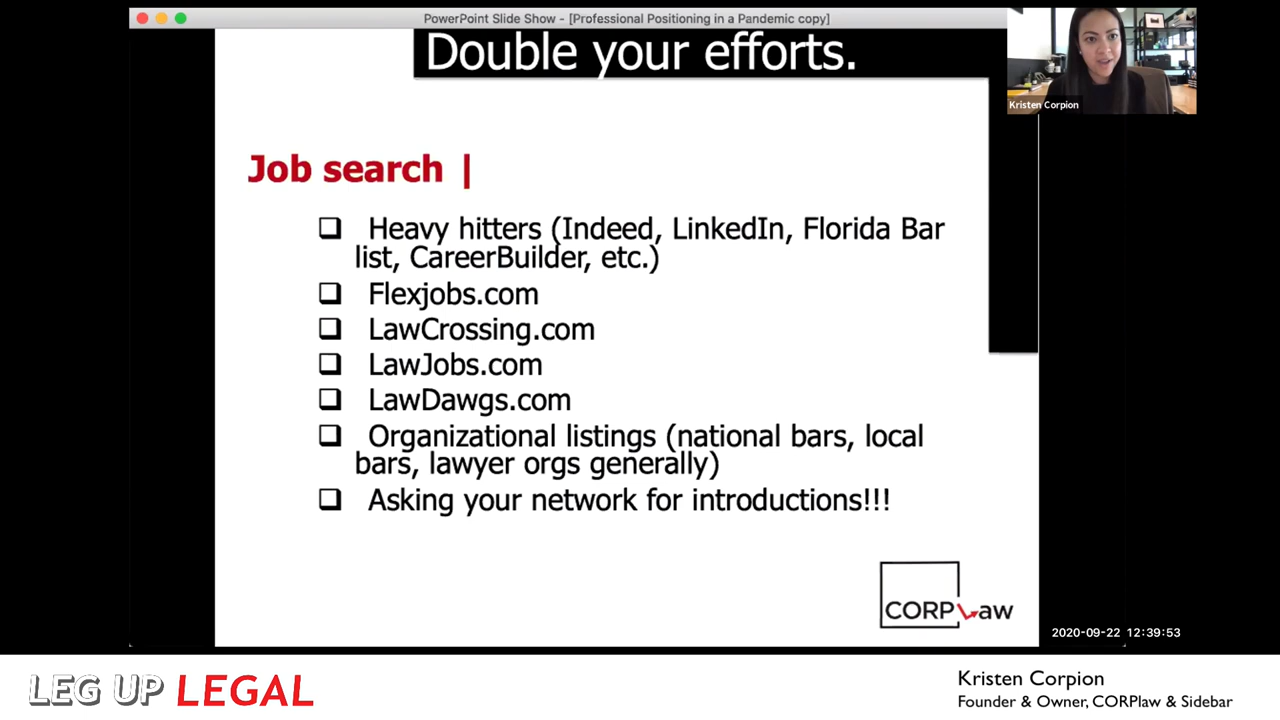 PowerPoint Slide Show - [Professional Positioning in a Pandemic copy]
Double your efforts.
Kristen Corpion
Job search |
Heavy hitters (Indeed, LinkedIn, Florida Bar
list, CareerBuilder, etc.)
Flexjobs.com
LawCrossing.com
LawJobs.com
LawDawgs.com
Organizational listings (national bars, local
bars, lawyer orgs generally)
Asking your network for introductions!!!
CORPLaw
2020-09-22 12:39:53
LEG UP LEGAL
Kristen Corpion
Founder & Owner, CORPlaw & Sidebar